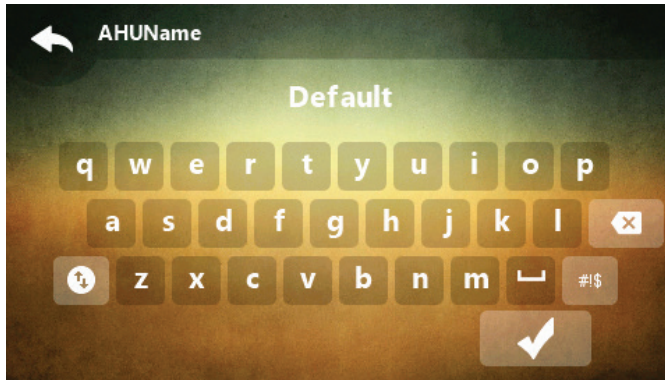 AHUName
Default
q w e r t y u i o p
a s d f g h j k l
z x c v b n m #!$